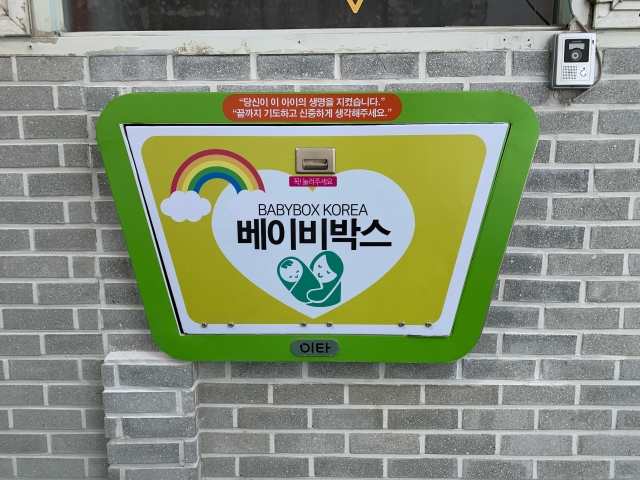 “당신이 이 아이의 생명을 지켰습니다.”
“끝까지 기도하고 신중하게 생각해주세요.”
꼭! 눌러주세요
BABYBOX KOREA
베이비박스
이타